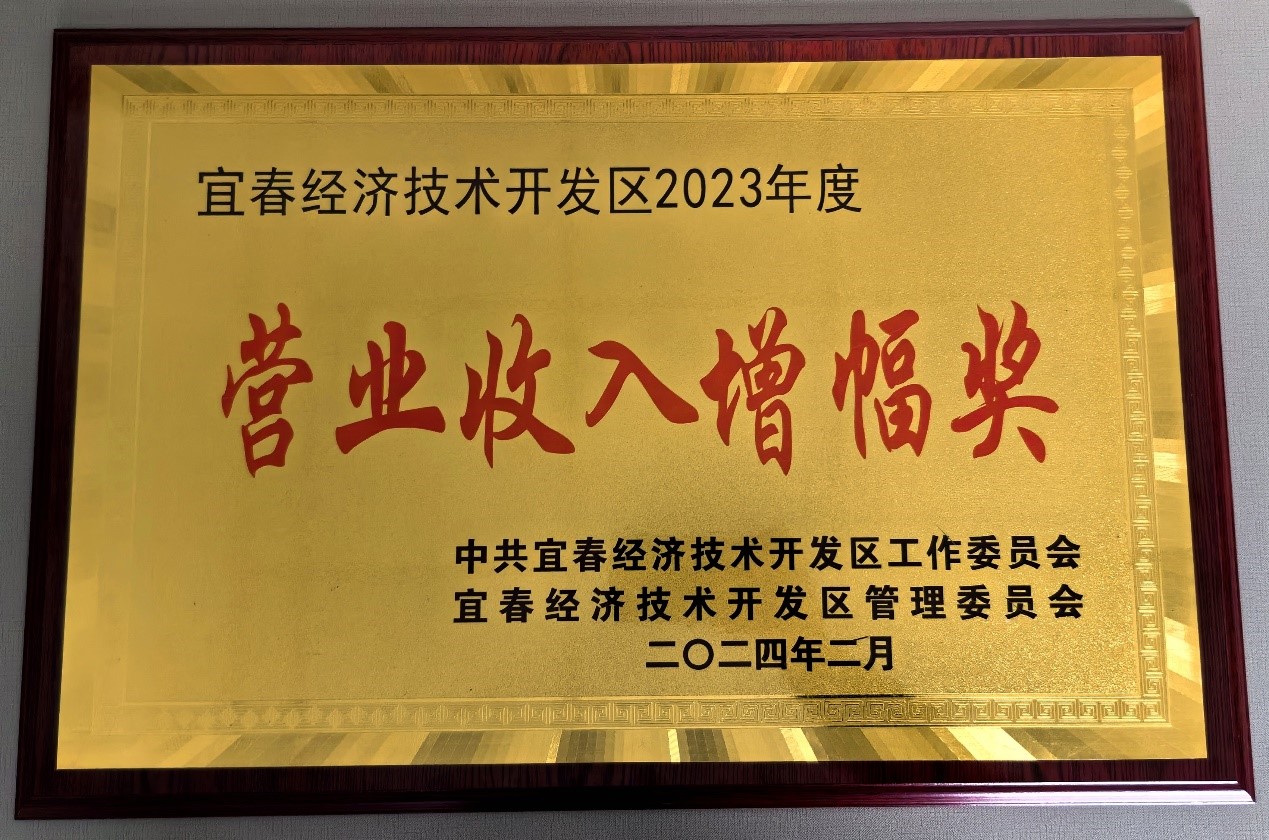 宜春经济技术开发区2023年度
营业收入增幅奖
中共宜春经济技术开发区工作委员会
宜春经济技术开发区管理委员会
二〇二四年二月